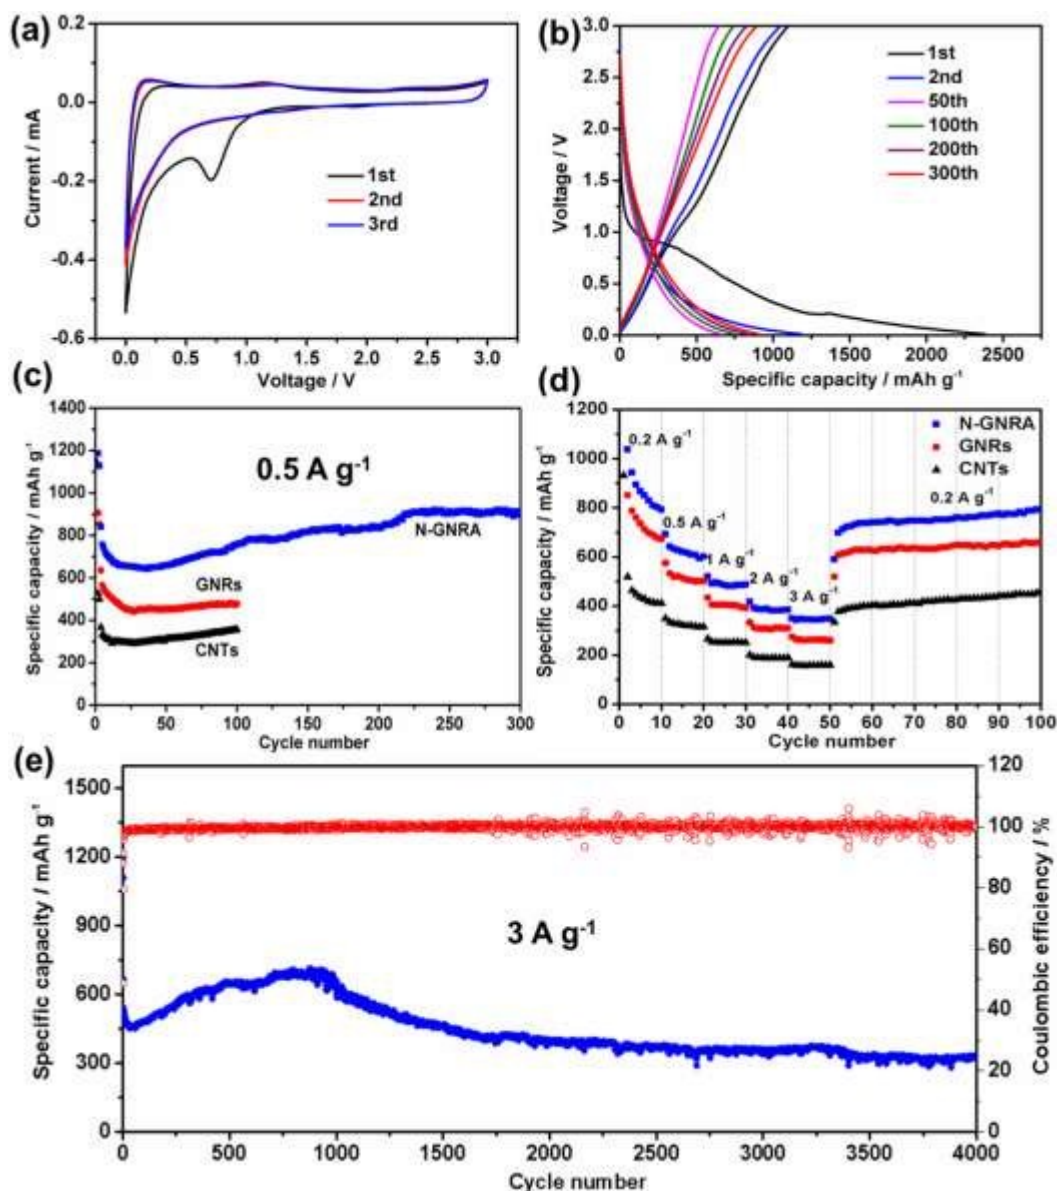 (a)
0.2
0.0
-0.2
-0.4
-0.6
Current / mA
1st
2nd
3rd
0.0 0.5 1.0 1.5 2.0 2.5 3.0
Voltage / V
(b)
3.0
2.5
2.0
1.5
1.0
0.5
0.0
Voltage / V
1st
2nd
50th
100th
200th
300th
0 500 1000 1500 2000 2500
Specific capacity / mAh g⁻¹
(c)
1400
1200
1000
800
600
400
200
0
Specific capacity / mAh g⁻¹
0.5 A g⁻¹
N-GNRA
GNRs
CNTs
0 50 100 150 200 250 300
Cycle number
(d)
1200
1000
800
600
400
200
0
Specific capacity / mAh g⁻¹
N-GNRA
GNRs
CNTs
0.2 A g⁻¹
0.5 A g⁻¹
1 A g⁻¹
2 A g⁻¹
3 A g⁻¹
0.2 A g⁻¹
0 10 20 30 40 50 60 70 80 90 100
Cycle number
(e)
1500
1200
900
600
300
0
Specific capacity / mAh g⁻¹
3 A g⁻¹
120
100
80
60
40
20
0
Coulombic efficiency / %
0 500 1000 1500 2000 2500 3000 3500 4000
Cycle number